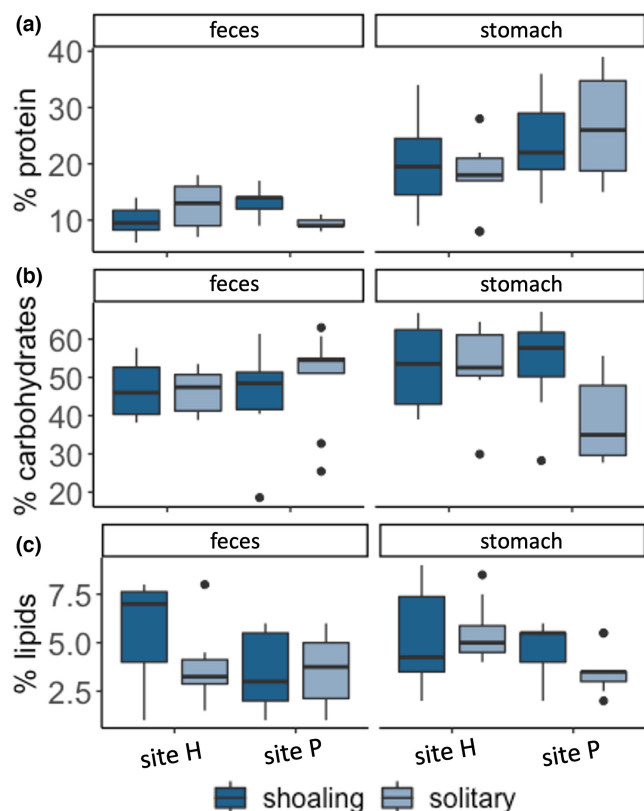 (a)
feces stomach
% protein
40
30
20
10
(b)
feces stomach
% carbohydrates
60
50
40
30
20
(c)
feces stomach
% lipids
7.5
5.0
2.5
site H site P site H site P
shoaling solitary